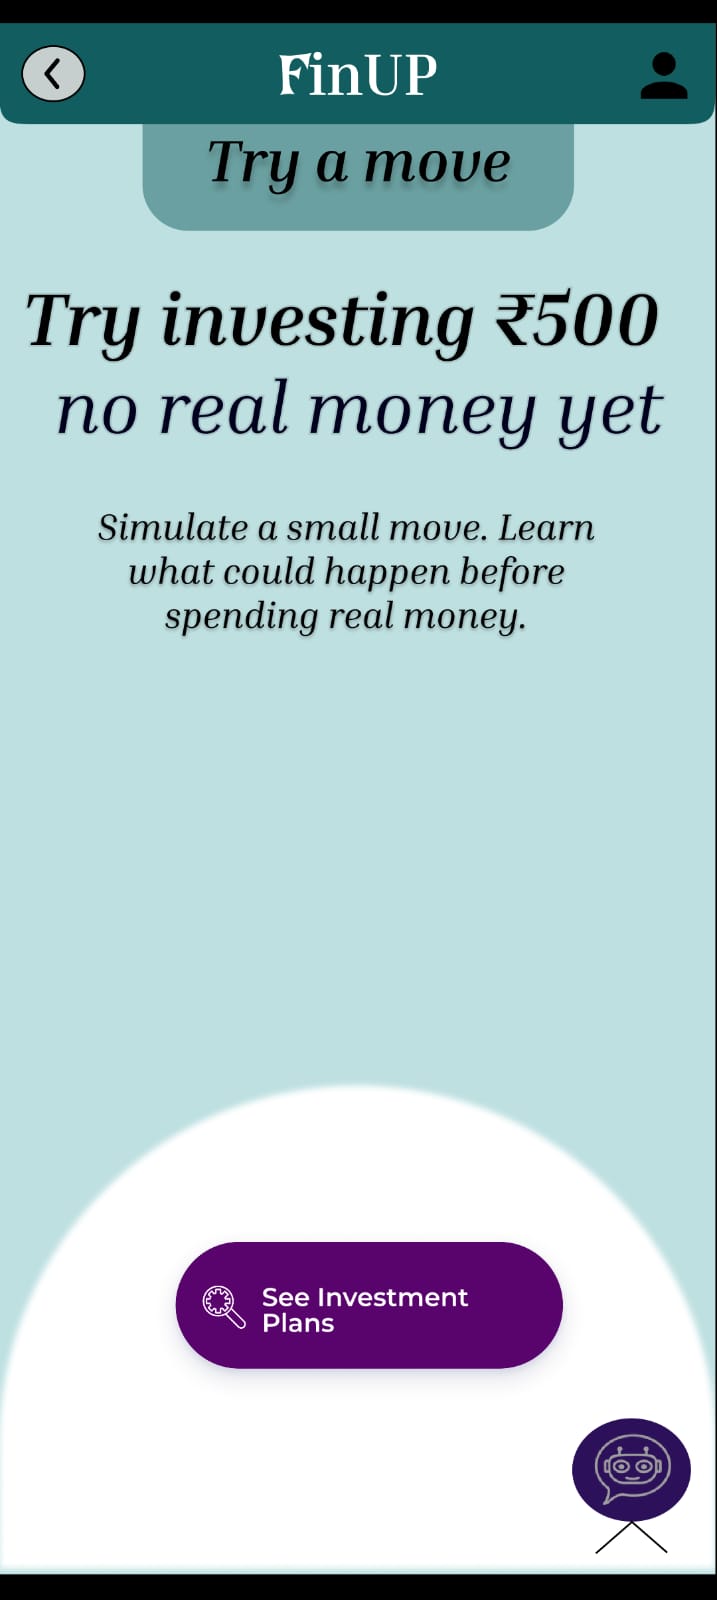 FinUP
Try a move
Try investing ₹500
no real money yet
Simulate a small move. Learn
what could happen before
spending real money.
See Investment
Plans